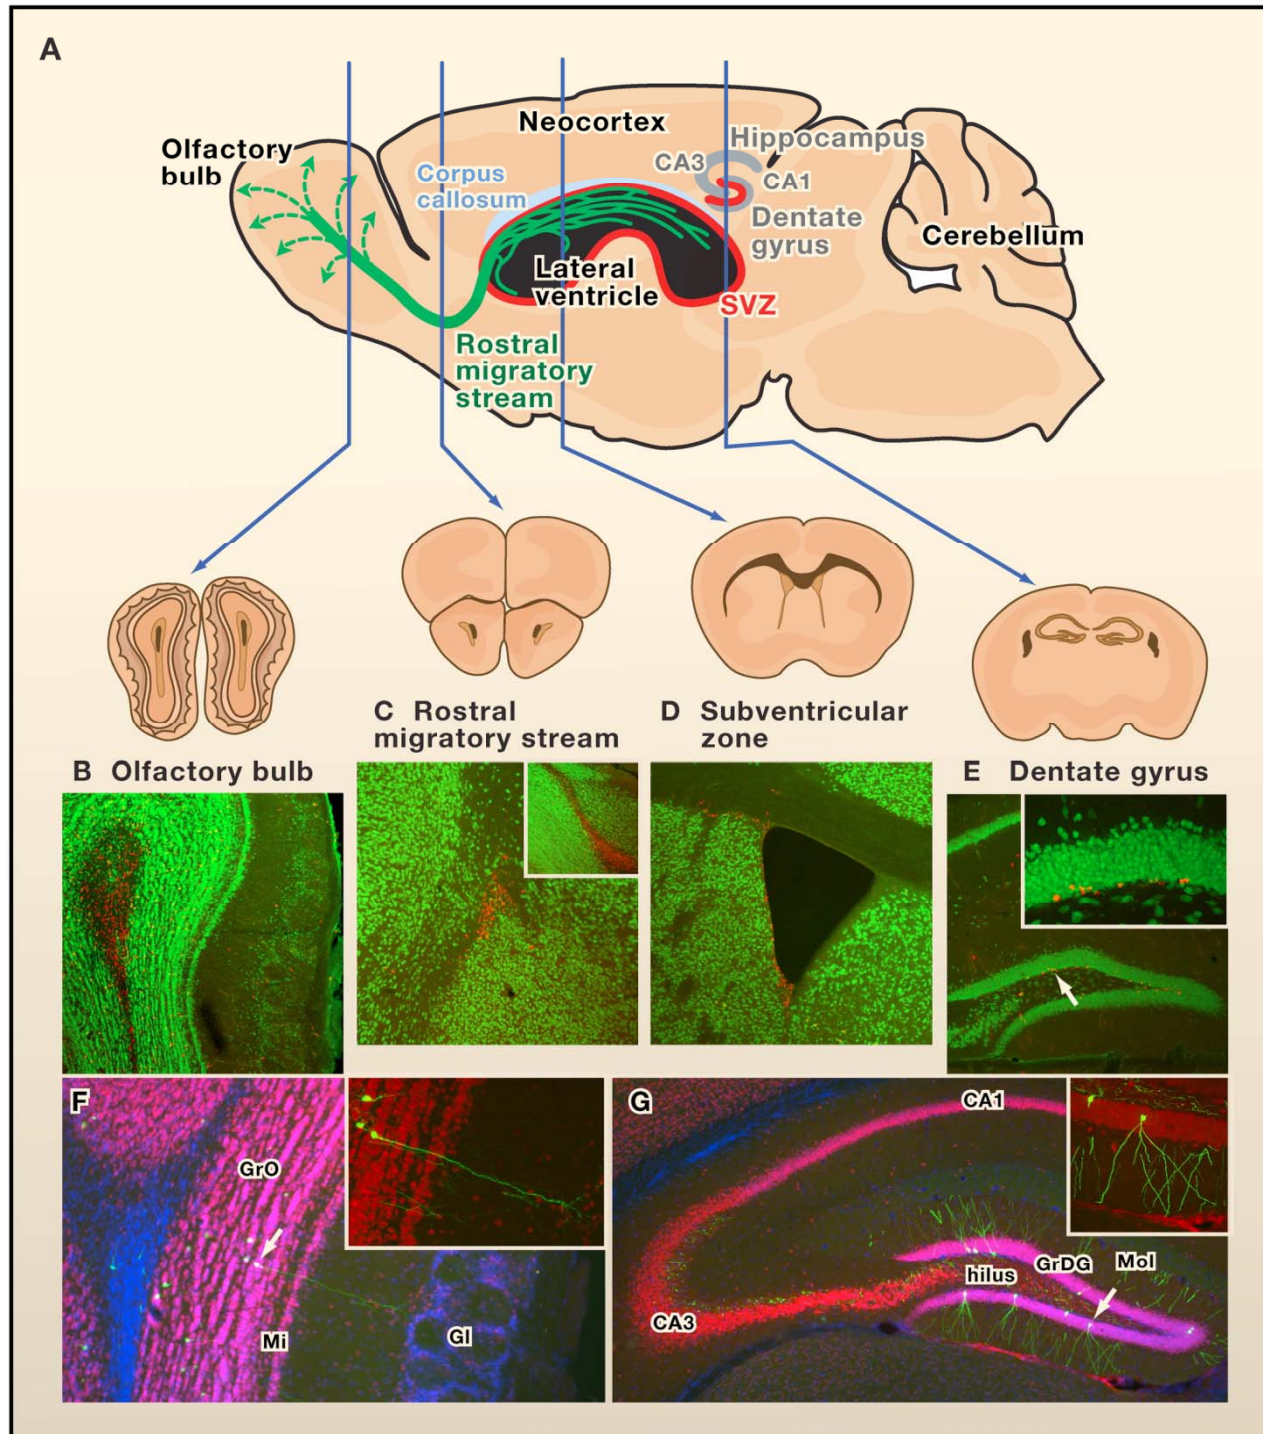 A
Olfactory
bulb
Neocortex
Corpus
callosum
Hippocampus
CA3
CA1
Dentate
gyrus
Cerebellum
Lateral
ventricle
SVZ
Rostral
migratory
stream
B Olfactory bulb
C Rostral
migratory stream
D Subventricular
zone
E Dentate gyrus
F
GrO
Mi
Gl
G
CA1
CA3
hilus
GrDG
Mol